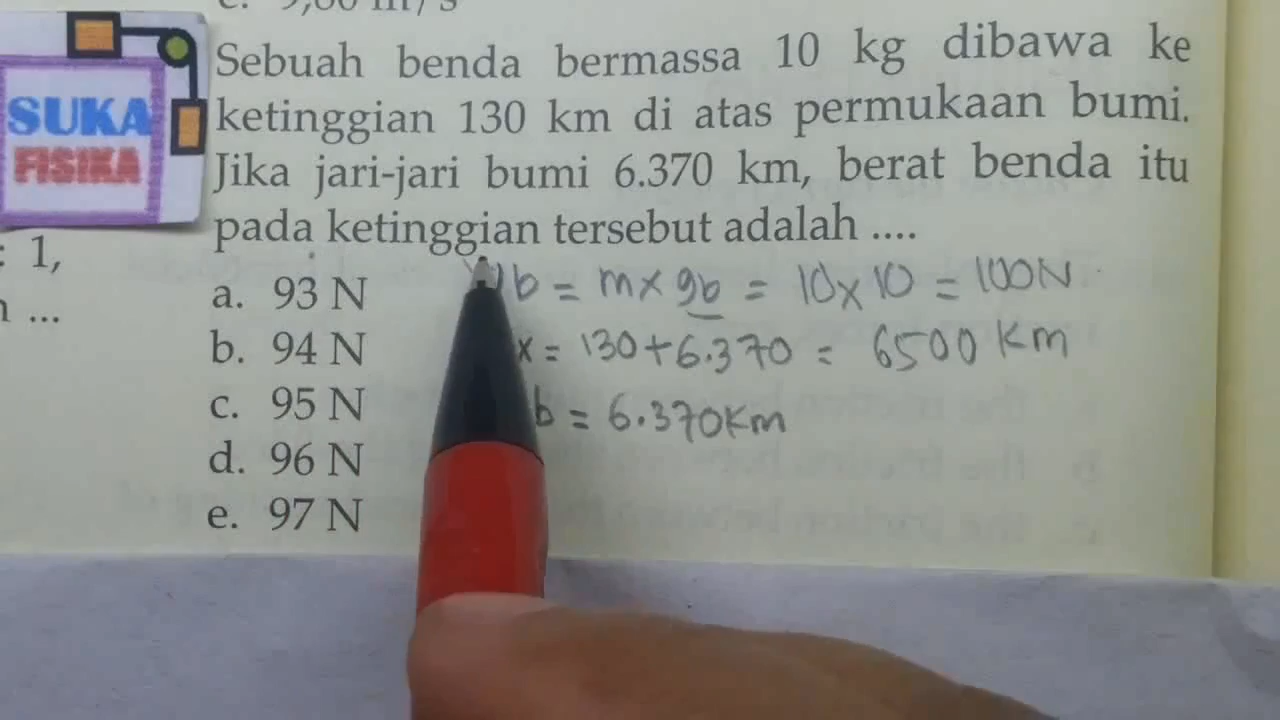 SUKA
FISIKA
Sebuah benda bermassa 10 kg dibawa ke
ketinggian 130 km di atas permukaan bumi.
Jika jari-jari bumi 6.370 km, berat benda itu
pada ketinggian tersebut adalah ....
: 1,
...
a. 93 N
b. 94 N
c. 95 N
d. 96 N
e. 97 N
b = m x gb = 10 x 10 = 100 N
x = 130 + 6.370 = 6500 Km
b = 6.370 Km